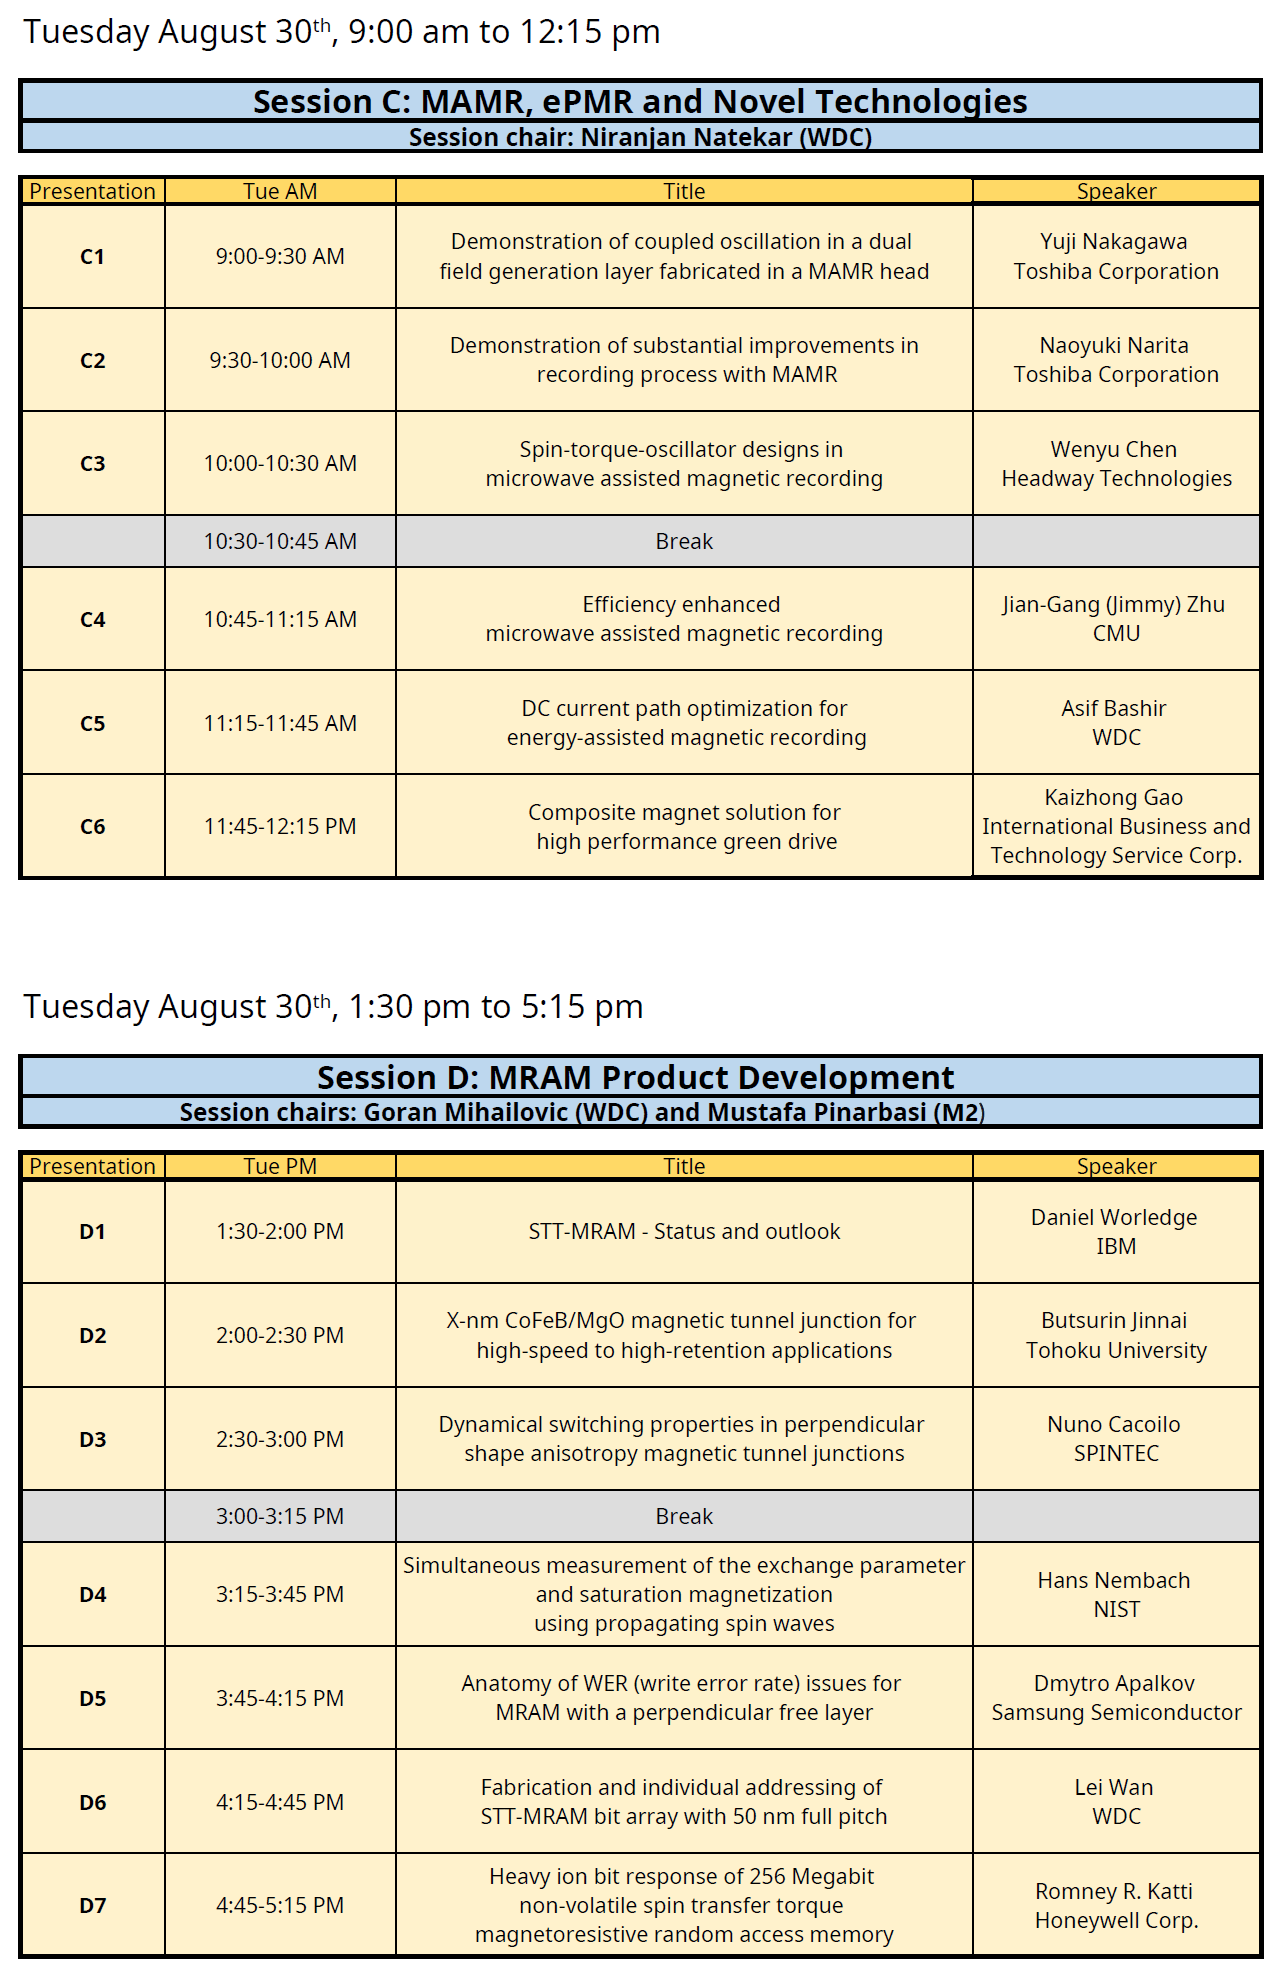 Tuesday August 30th, 9:00 am to 12:15 pm
Session C: MAMR, ePMR and Novel Technologies
Session chair: Niranjan Natekar (WDC)
Presentation Tue AM Title Speaker
C1
9:00-9:30 AM
Demonstration of coupled oscillation in a dual
field generation layer fabricated in a MAMR head
Yuji Nakagawa
Toshiba Corporation
C2
9:30-10:00 AM
Demonstration of substantial improvements in
recording process with MAMR
Naoyuki Narita
Toshiba Corporation
C3
10:00-10:30 AM
Spin-torque-oscillator designs in
microwave assisted magnetic recording
Wenyu Chen
Headway Technologies
10:30-10:45 AM
Break
C4
10:45-11:15 AM
Efficiency enhanced
microwave assisted magnetic recording
Jian-Gang (Jimmy) Zhu
CMU
C5
11:15-11:45 AM
DC current path optimization for
energy-assisted magnetic recording
Asif Bashir
WDC
C6
11:45-12:15 PM
Composite magnet solution for
high performance green drive
Kaizhong Gao
International Business and
Technology Service Corp.
Tuesday August 30th, 1:30 pm to 5:15 pm
Session D: MRAM Product Development
Session chairs: Goran Mihailovic (WDC) and Mustafa Pinarbasi (M2)
Presentation Tue PM Title Speaker
D1
1:30-2:00 PM
STT-MRAM - Status and outlook
Daniel Worledge
IBM
D2
2:00-2:30 PM
X-nm CoFeB/MgO magnetic tunnel junction for
high-speed to high-retention applications
Butsurin Jinnai
Tohoku University
D3
2:30-3:00 PM
Dynamical switching properties in perpendicular
shape anisotropy magnetic tunnel junctions
Nuno Cacoilo
SPINTEC
3:00-3:15 PM
Break
D4
3:15-3:45 PM
Simultaneous measurement of the exchange parameter
and saturation magnetization
using propagating spin waves
Hans Nembach
NIST
D5
3:45-4:15 PM
Anatomy of WER (write error rate) issues for
MRAM with a perpendicular free layer
Dmytro Apalkov
Samsung Semiconductor
D6
4:15-4:45 PM
Fabrication and individual addressing of
STT-MRAM bit array with 50 nm full pitch
Lei Wan
WDC
D7
4:45-5:15 PM
Heavy ion bit response of 256 Megabit
non-volatile spin transfer torque
magnetoresistive random access memory
Romney R. Katti
Honeywell Corp.